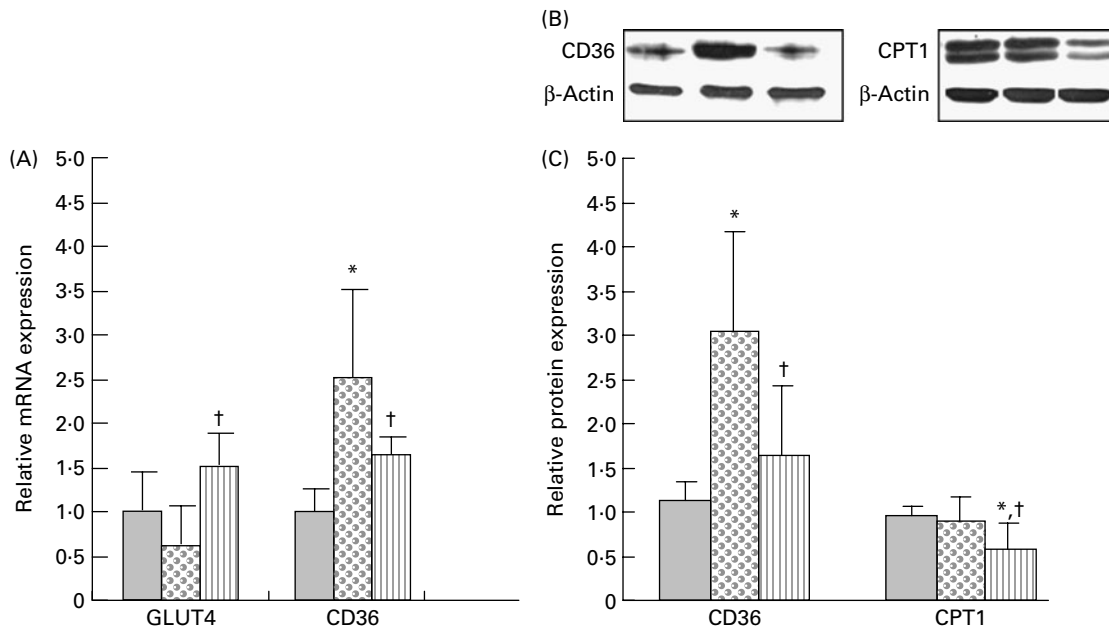 (B)
CD36
β-Actin
CPT1
β-Actin
(A)
Relative mRNA expression
5·0
4·5
4·0
3·5
3·0
2·5
2·0
1·5
1·0
0·5
0
†
*
†
GLUT4 CD36
(C)
Relative protein expression
5·0
4·5
4·0
3·5
3·0
2·5
2·0
1·5
1·0
0·5
0
*
†
*,†
CD36 CPT1